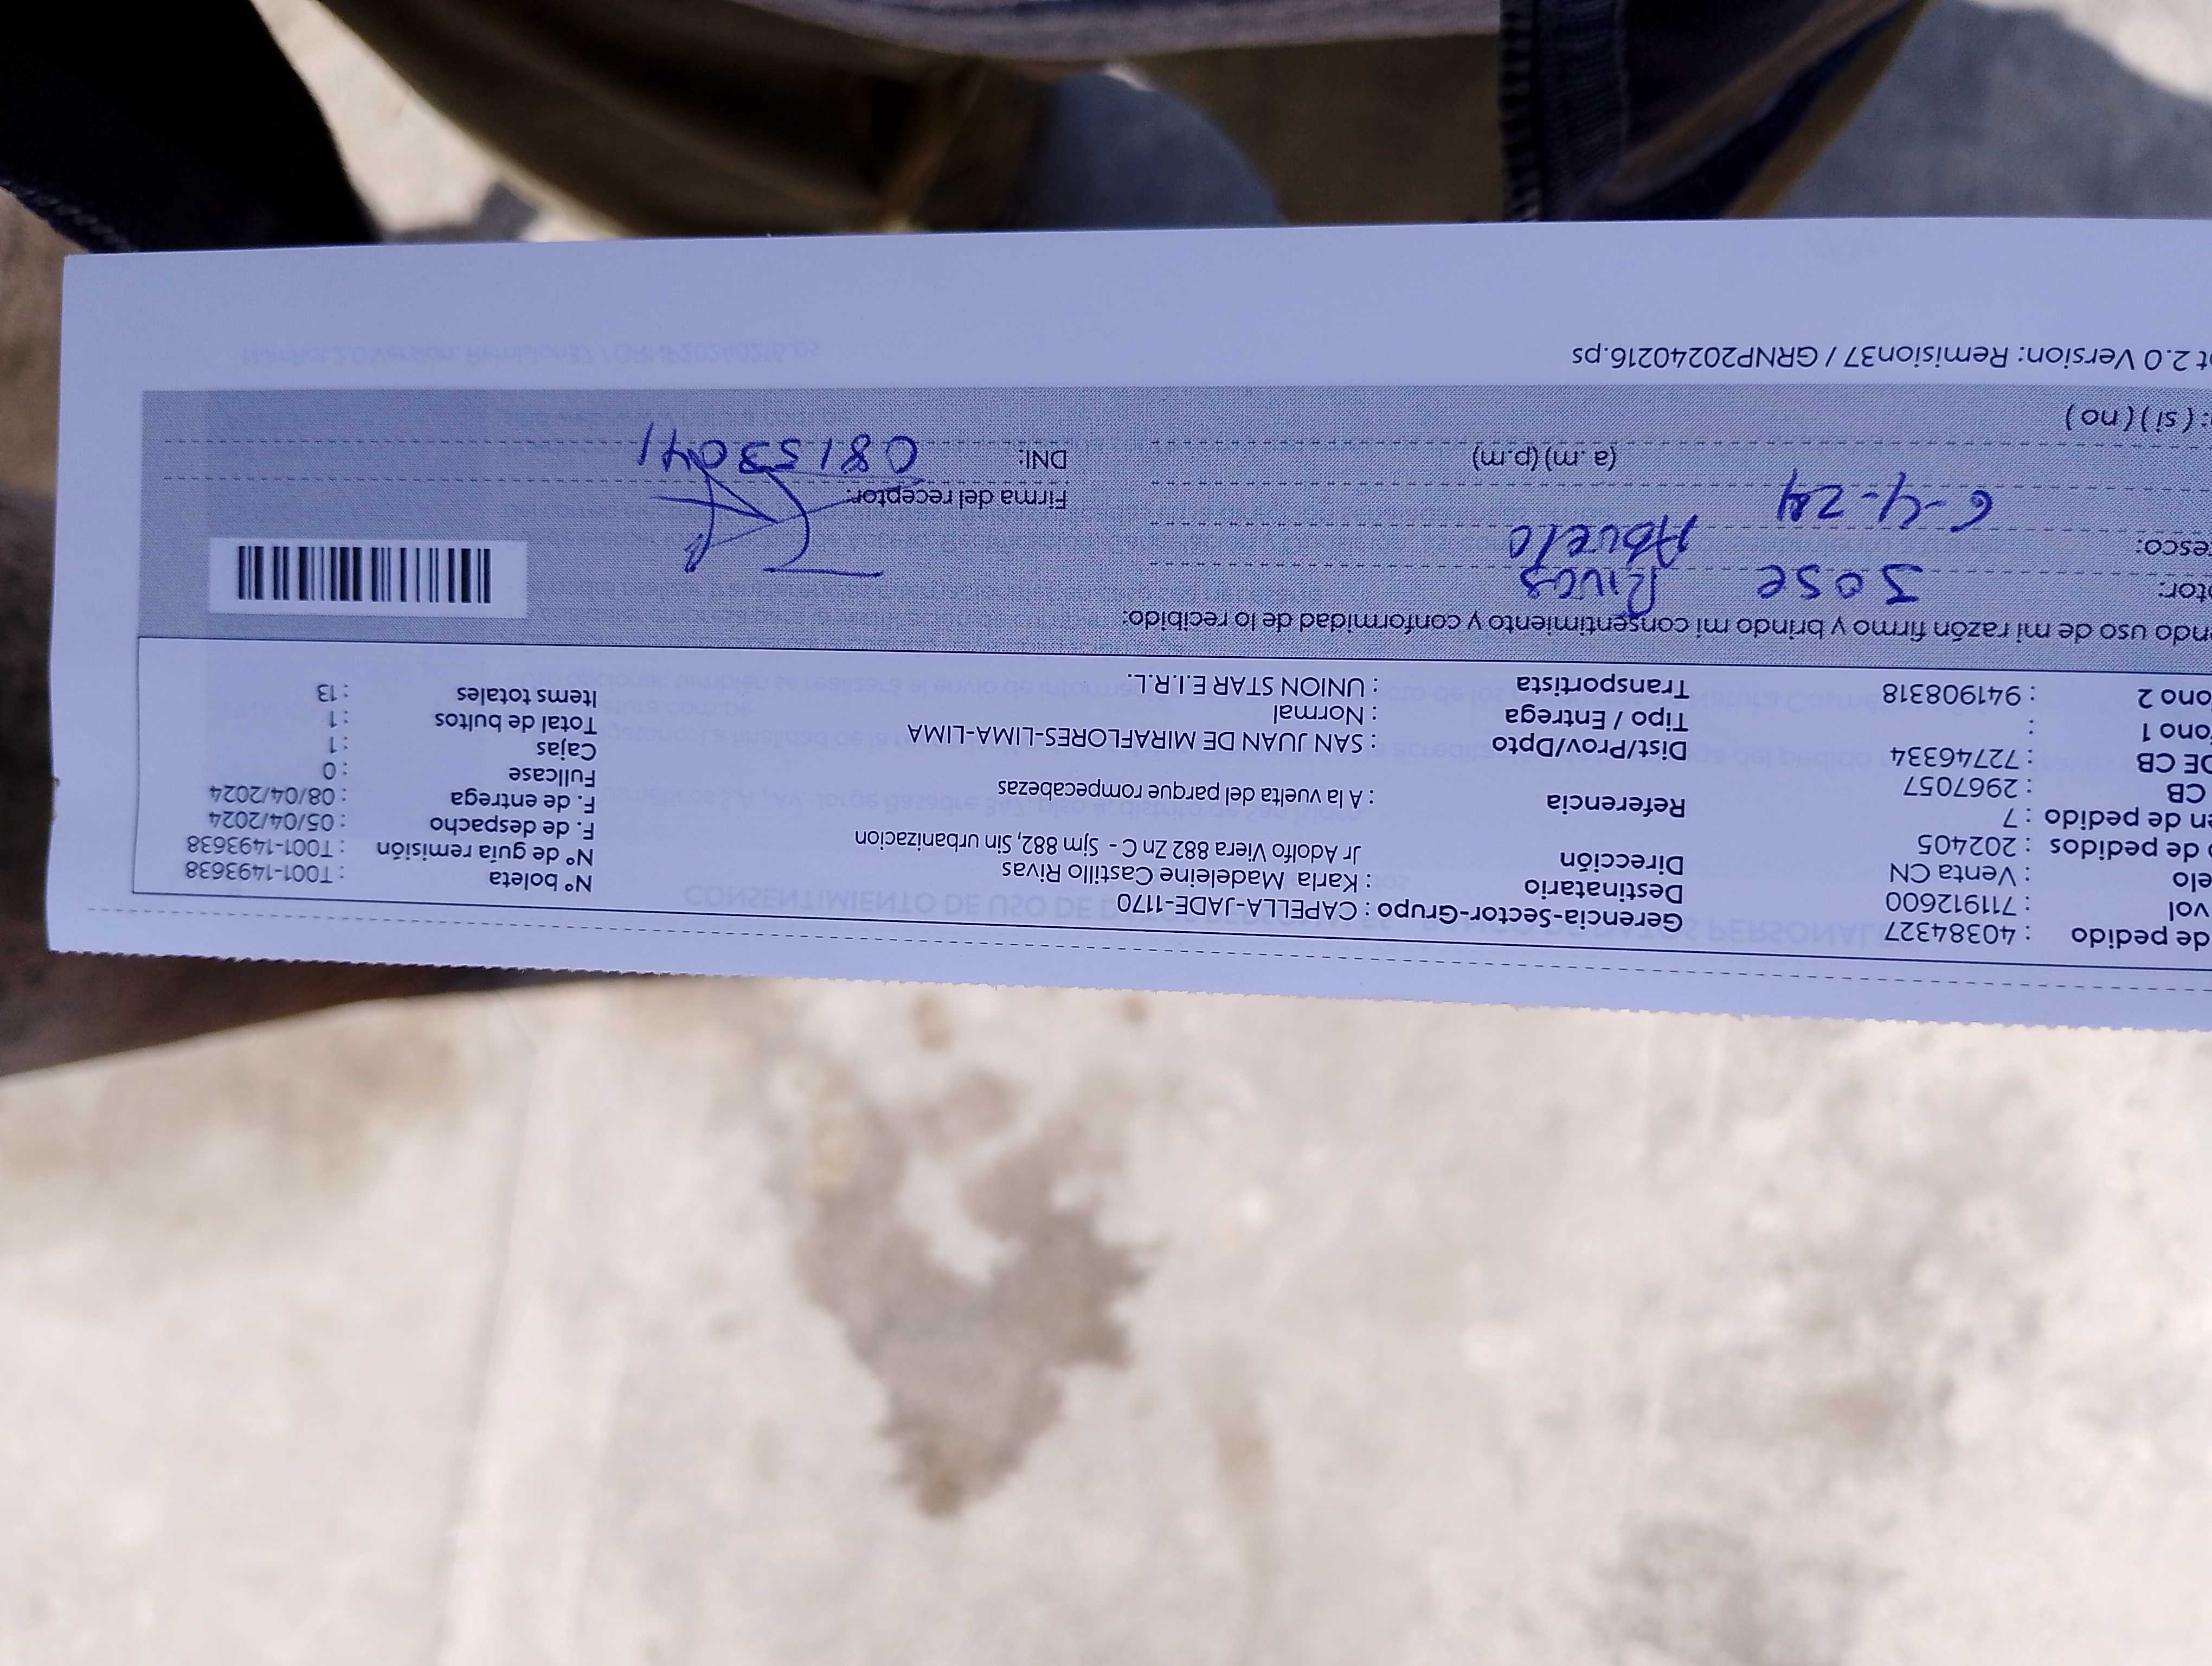 de pedido : 40384327 Gerencia-Sector-Grupo : CAPELLA-JADE-1170 Nº boleta : T001-1493638
vol : 711912600 Destinatario : Karla Madeleine Castillo Rivas Nº de guía remisión : T001-1493638
elo : Venta CN Dirección Jr Adolfo Viera 882 Zn C - Sjm 882, Sin urbanizacion F. de despacho : 05/04/2024
o de pedidos : 202405 F. de entrega : 08/04/2024
en de pedido : 7 Referencia : A la vuelta del parque rompecabezas Fullcase : 0
CB : 2967057 Cajas : 1
DE CB : 72746334 Dist/Prov/Dpto : SAN JUAN DE MIRAFLORES-LIMA-LIMA Total de bultos : 1
ono 1 : Tipo / Entrega : Normal Items totales : 13
ono 2 : 941908318 Transportista : UNION STAR E.I.R.L.
endo uso de mi razón firmo y brindo mi consentimiento y conformidad de lo recibido:
tor: Jose Rivas
esco: Abuelo
6-4-24 Firma del receptor:
(a.m) (p.m) DNI: 08153041
: ( si ) ( no )
t 2.0 Version: Remision37 / GRNP20240216.ps